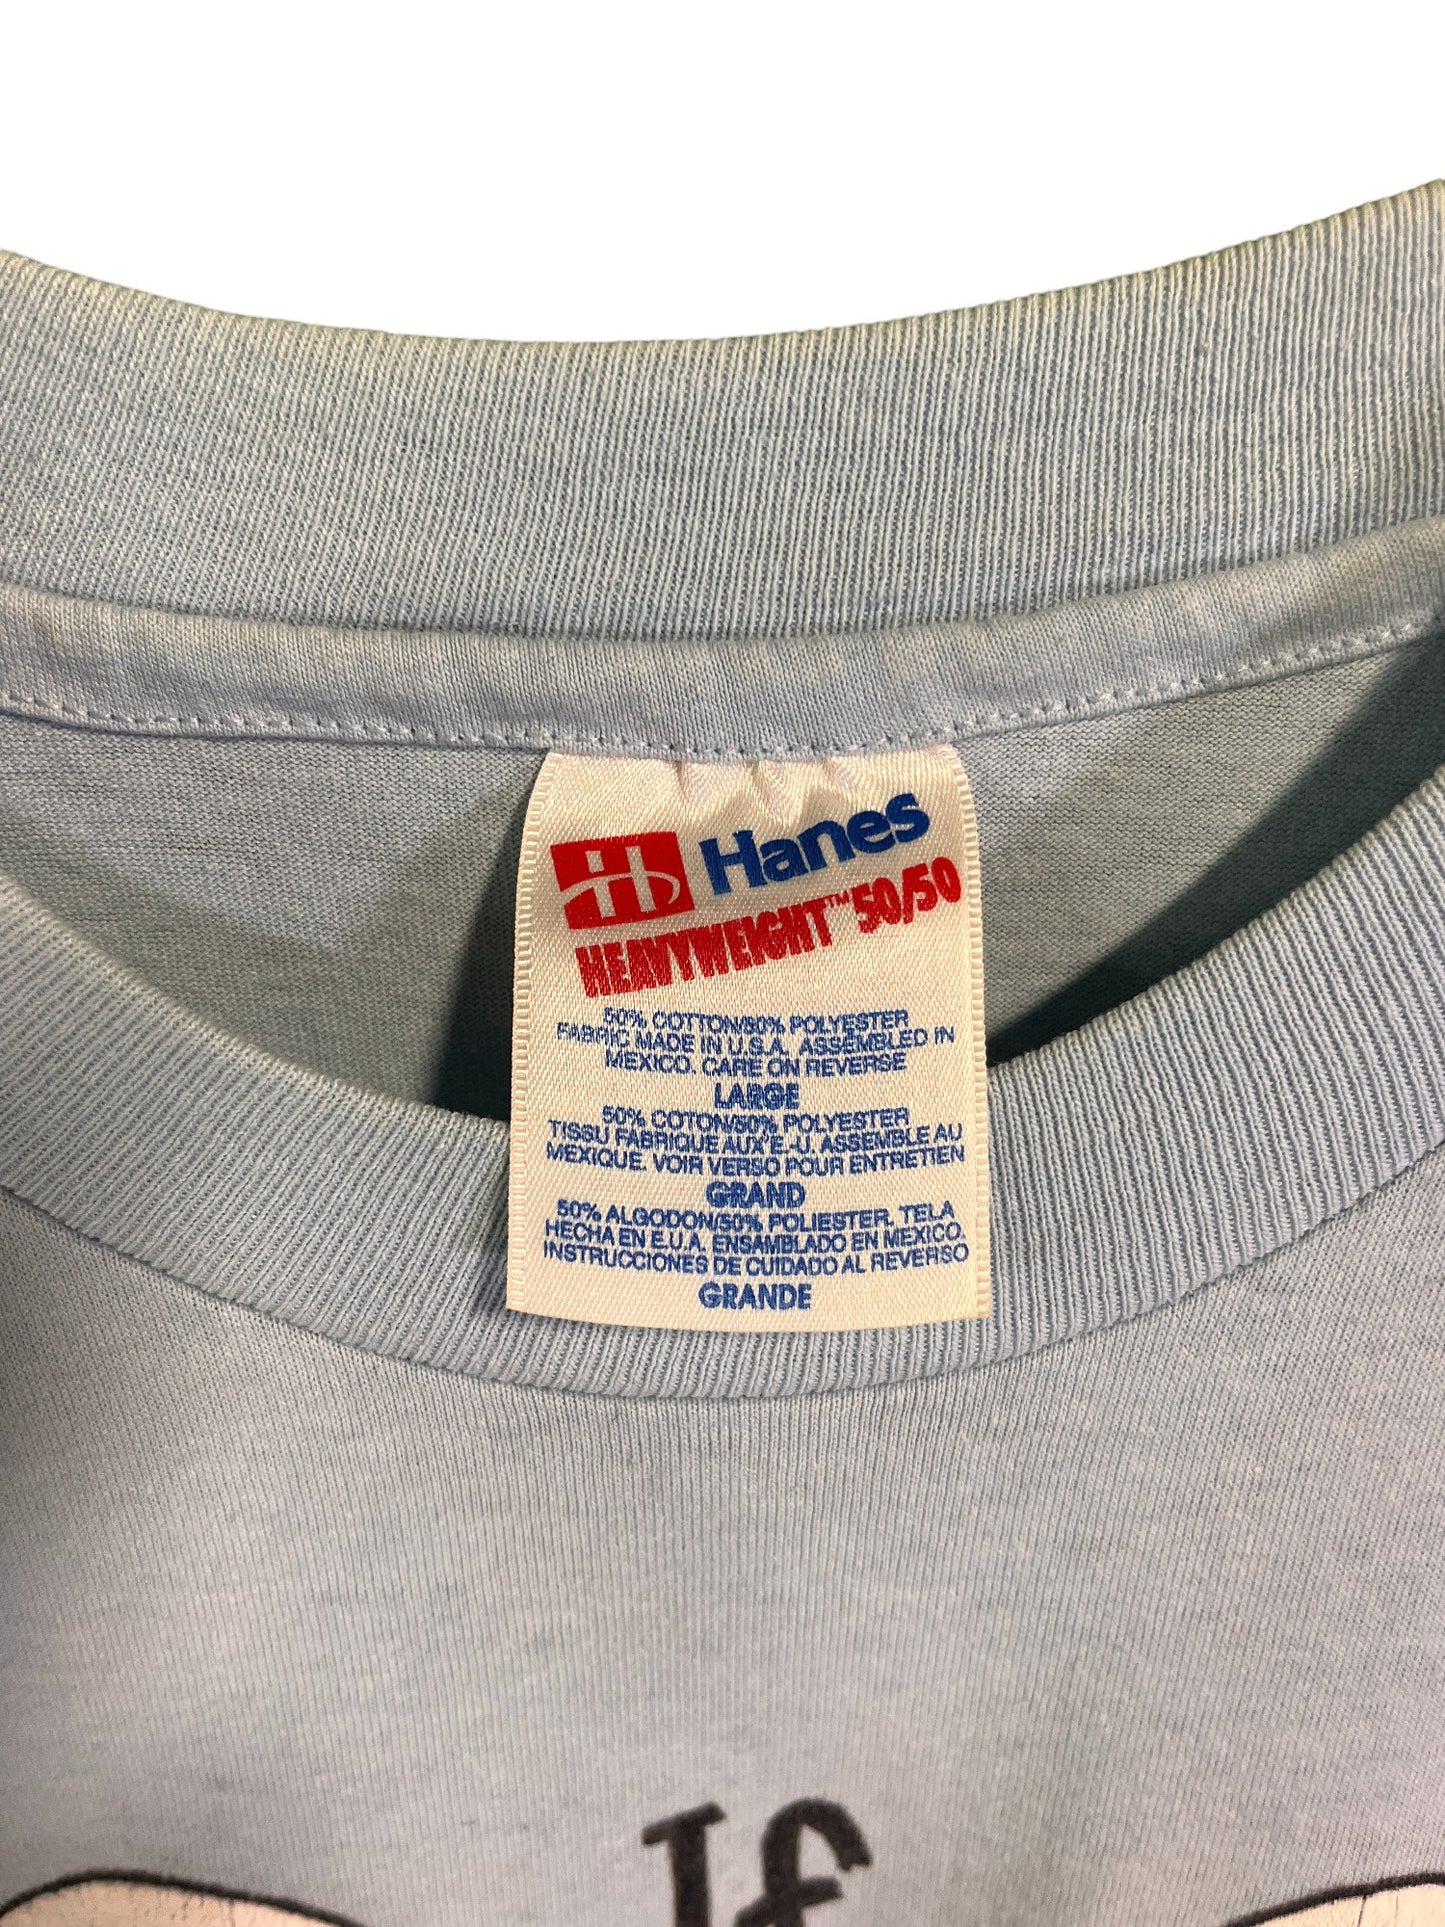 Hanes
HEAVYWEIGHT™ 50/50
50% COTTON/50% POLYESTER
FABRIC MADE IN U.S.A. ASSEMBLED IN
MEXICO. CARE ON REVERSE
LARGE
50% COTON/50% POLYESTER
TISSU FABRIQUE AUX E.-U. ASSEMBLE AU
MEXIQUE. VOIR VERSO POUR ENTRETIEN
GRAND
50% ALGODON/50% POLIESTER. TELA
HECHA EN E.U.A. ENSAMBLADO EN MEXICO.
INSTRUCCIONES DE CUIDADO AL REVERSO
GRANDE
If